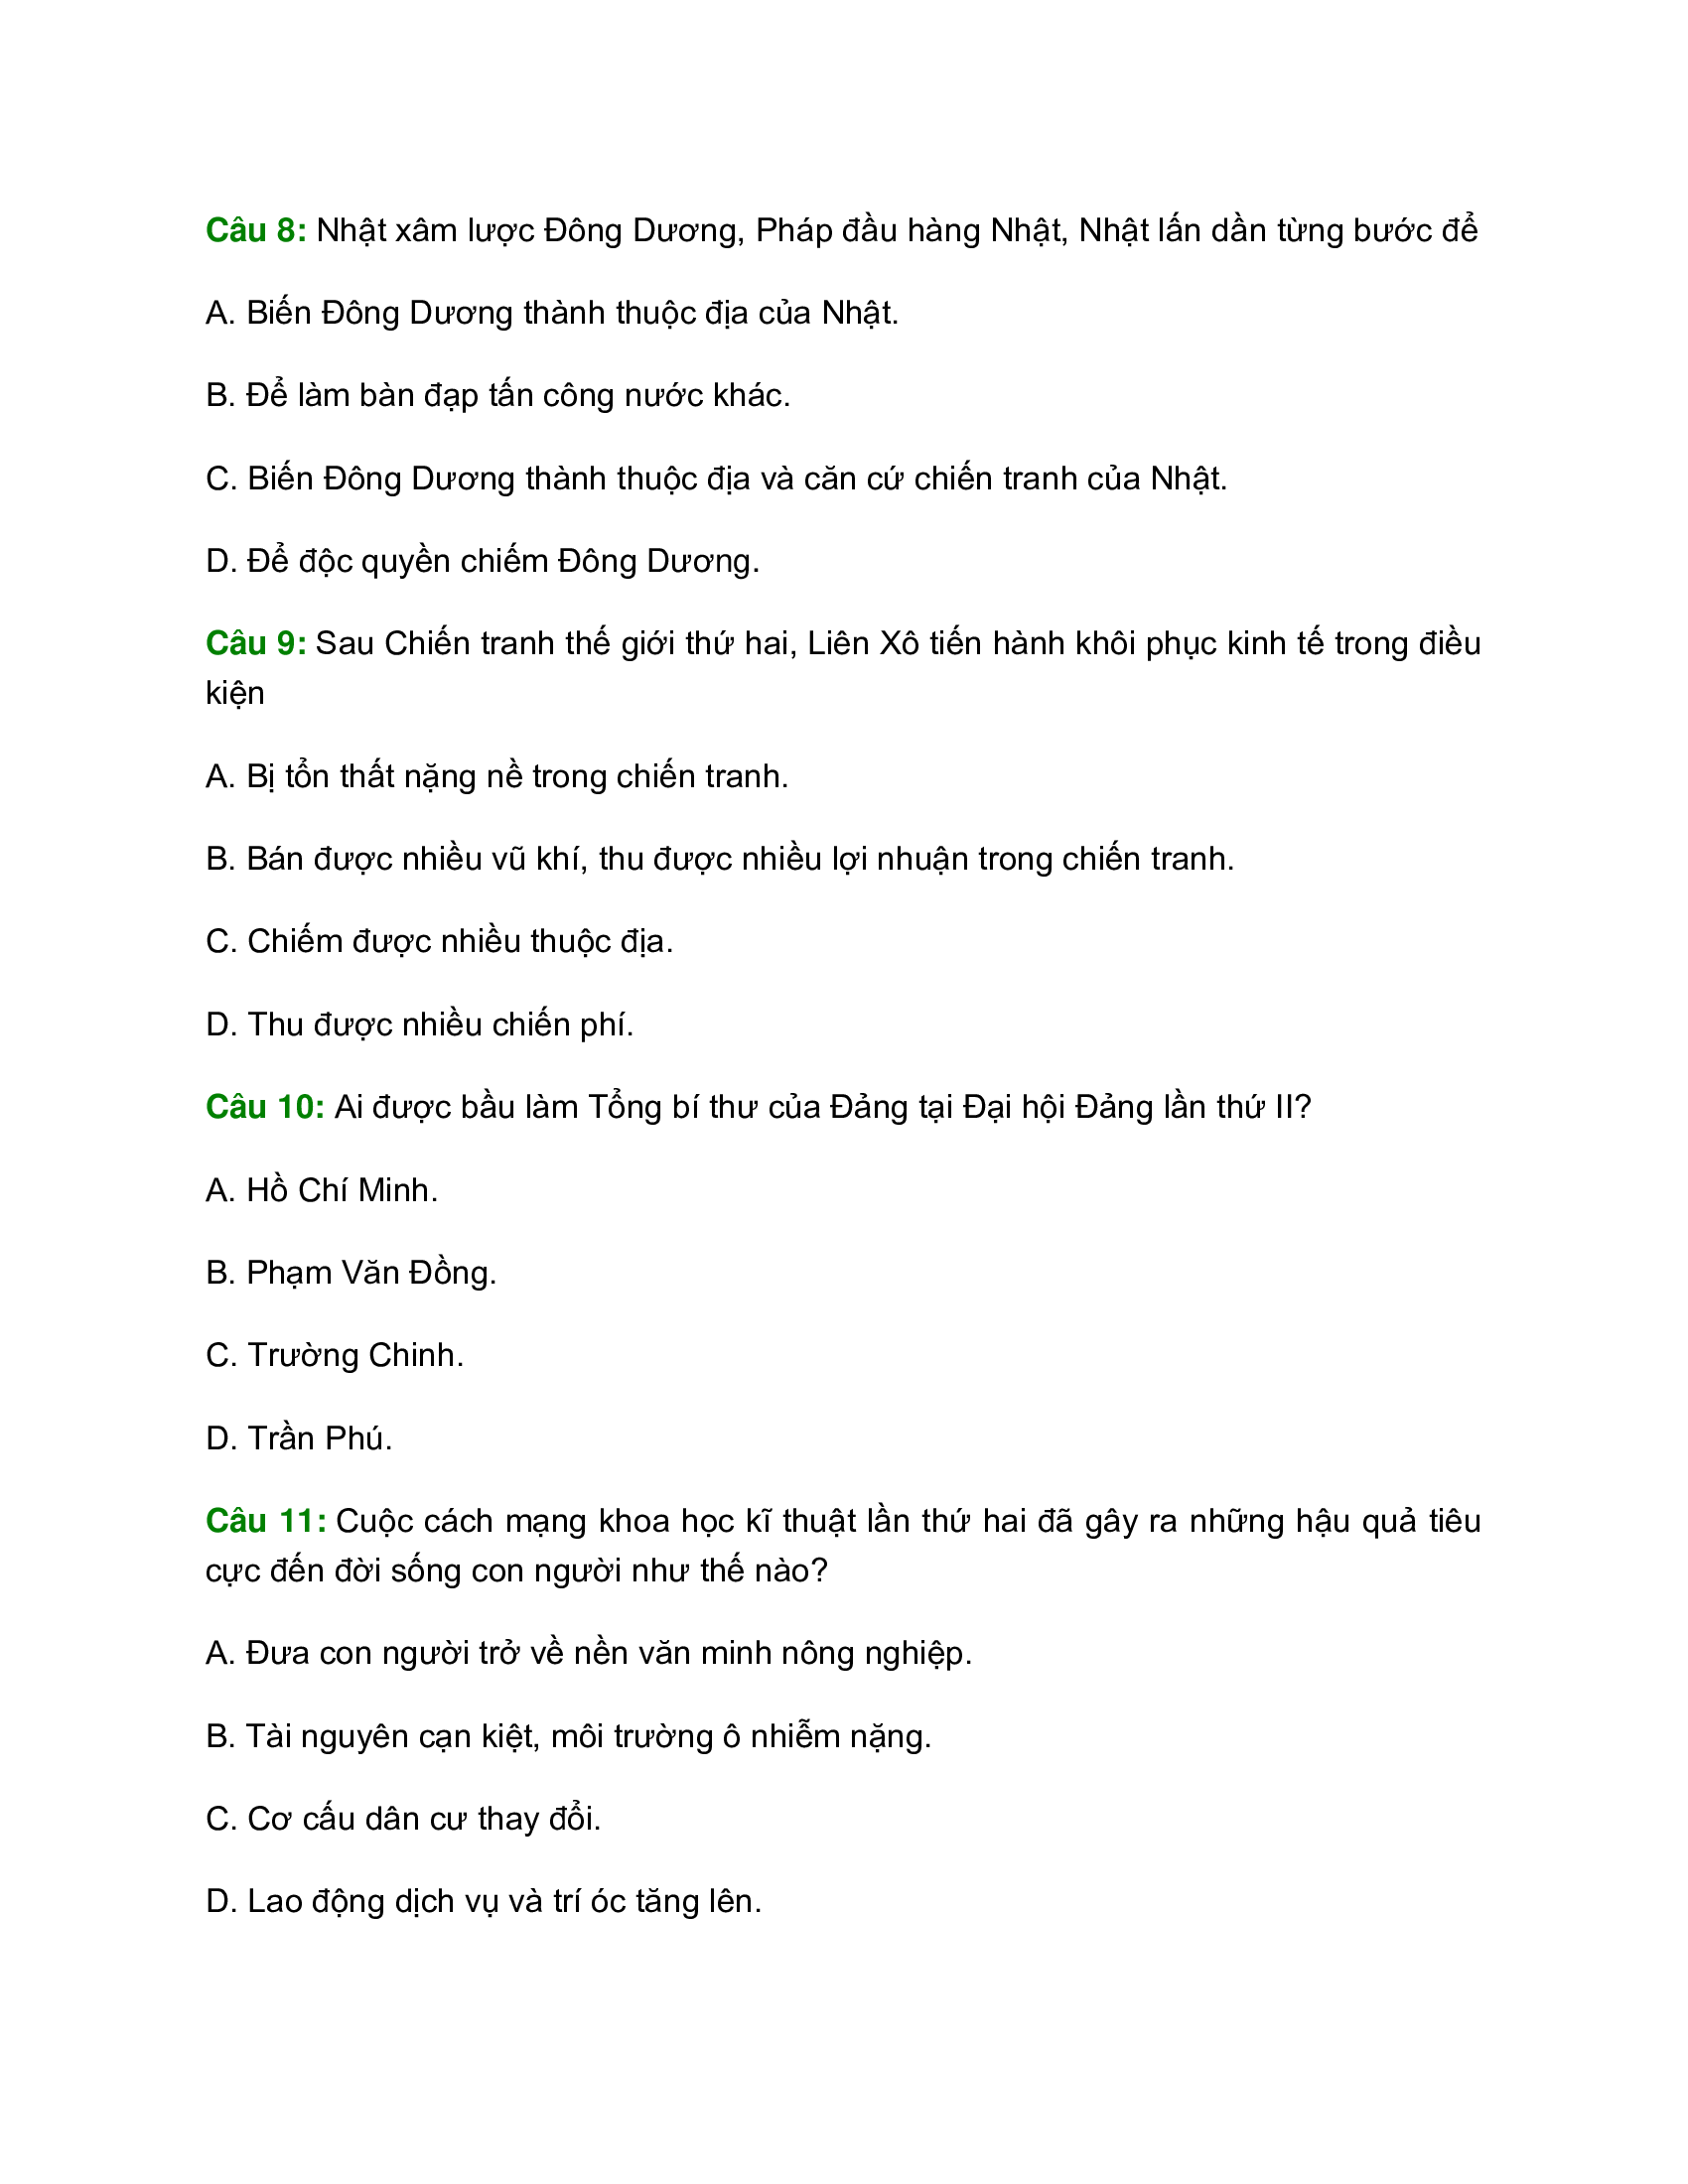 Câu 8: Nhật xâm lược Đông Dương, Pháp đầu hàng Nhật, Nhật lấn dần từng bước để
A. Biến Đông Dương thành thuộc địa của Nhật.
B. Để làm bàn đạp tấn công nước khác.
C. Biến Đông Dương thành thuộc địa và căn cứ chiến tranh của Nhật.
D. Để độc quyền chiếm Đông Dương.
Câu 9: Sau Chiến tranh thế giới thứ hai, Liên Xô tiến hành khôi phục kinh tế trong điều
kiện
A. Bị tổn thất nặng nề trong chiến tranh.
B. Bán được nhiều vũ khí, thu được nhiều lợi nhuận trong chiến tranh.
C. Chiếm được nhiều thuộc địa.
D. Thu được nhiều chiến phí.
Câu 10: Ai được bầu làm Tổng bí thư của Đảng tại Đại hội Đảng lần thứ II?
A. Hồ Chí Minh.
B. Phạm Văn Đồng.
C. Trường Chinh.
D. Trần Phú.
Câu 11: Cuộc cách mạng khoa học kĩ thuật lần thứ hai đã gây ra những hậu quả tiêu
cực đến đời sống con người như thế nào?
A. Đưa con người trở về nền văn minh nông nghiệp.
B. Tài nguyên cạn kiệt, môi trường ô nhiễm nặng.
C. Cơ cấu dân cư thay đổi.
D. Lao động dịch vụ và trí óc tăng lên.